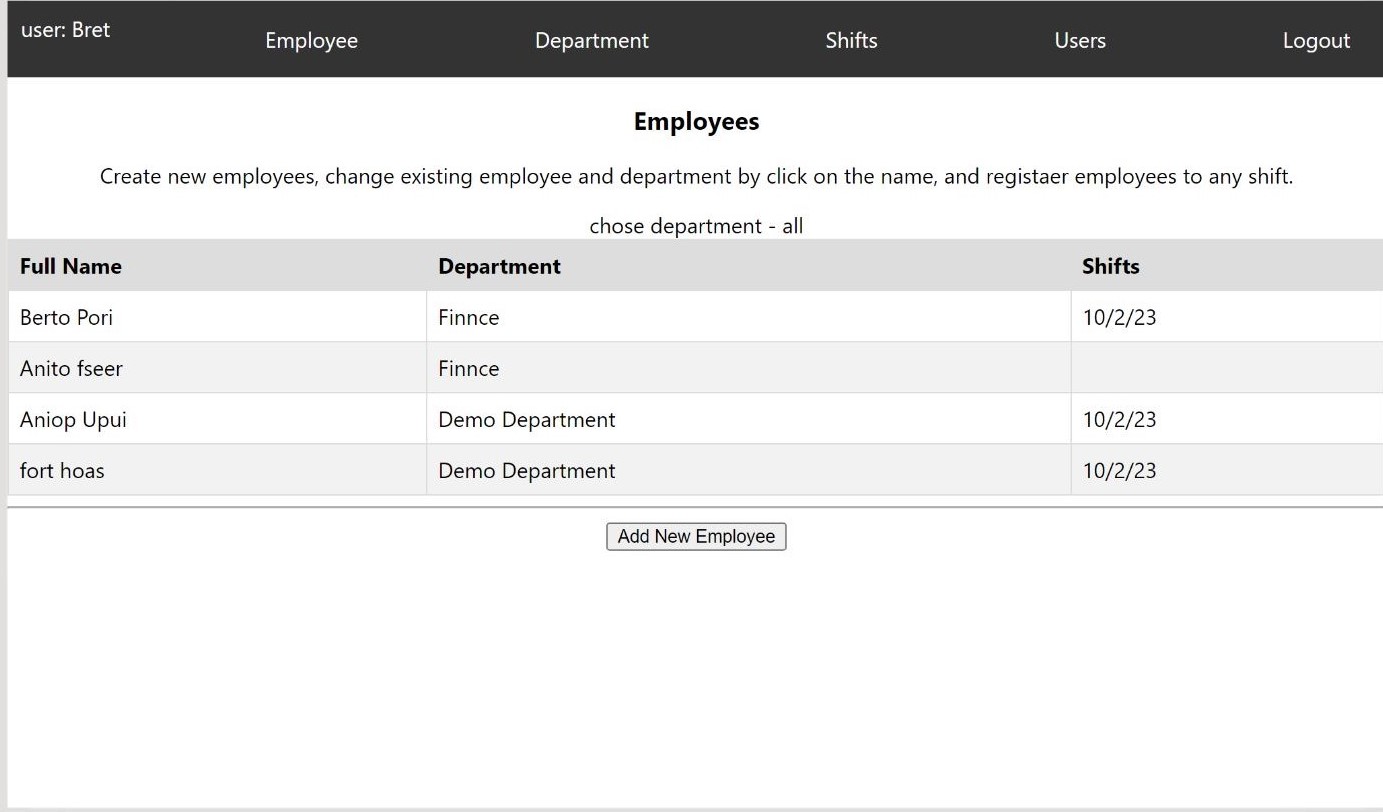 user: Bret
Employee Department Shifts Users Logout
Employees
Create new employees, change existing employee and department by click on the name, and registaer employees to any shift.
chose department - all
Full Name Department Shifts
Berto Pori Finnce 10/2/23
Anito fseer Finnce
Aniop Upui Demo Department 10/2/23
fort hoas Demo Department 10/2/23
Add New Employee